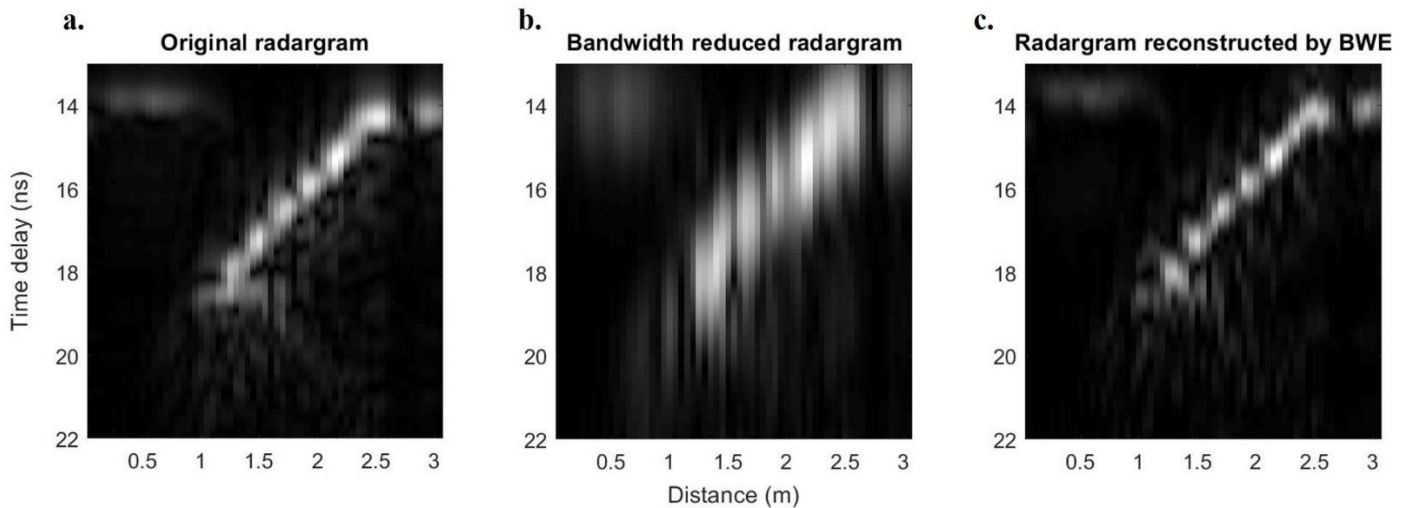 a.
Original radargram
b.
Bandwidth reduced radargram
c.
Radargram reconstructed by BWE
Time delay (ns)
14
16
18
20
22
0.5 1 1.5 2 2.5 3
14
16
18
20
22
0.5 1 1.5 2 2.5 3
Distance (m)
14
16
18
20
22
0.5 1 1.5 2 2.5 3